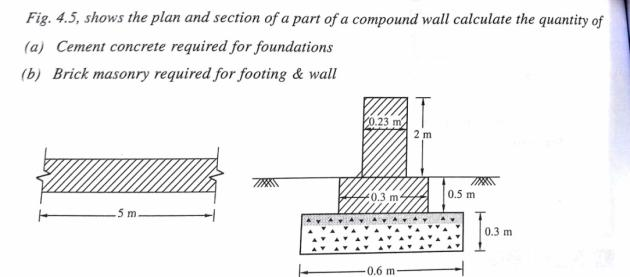 Fig. 4.5, shows the plan and section of a part of a compound wall calculate the quantity of
(a) Cement concrete required for foundations
(b) Brick masonry required for footing & wall
0.23 m
2 m
0.3 m
0.5 m
5 m
0.3 m
0.6 m